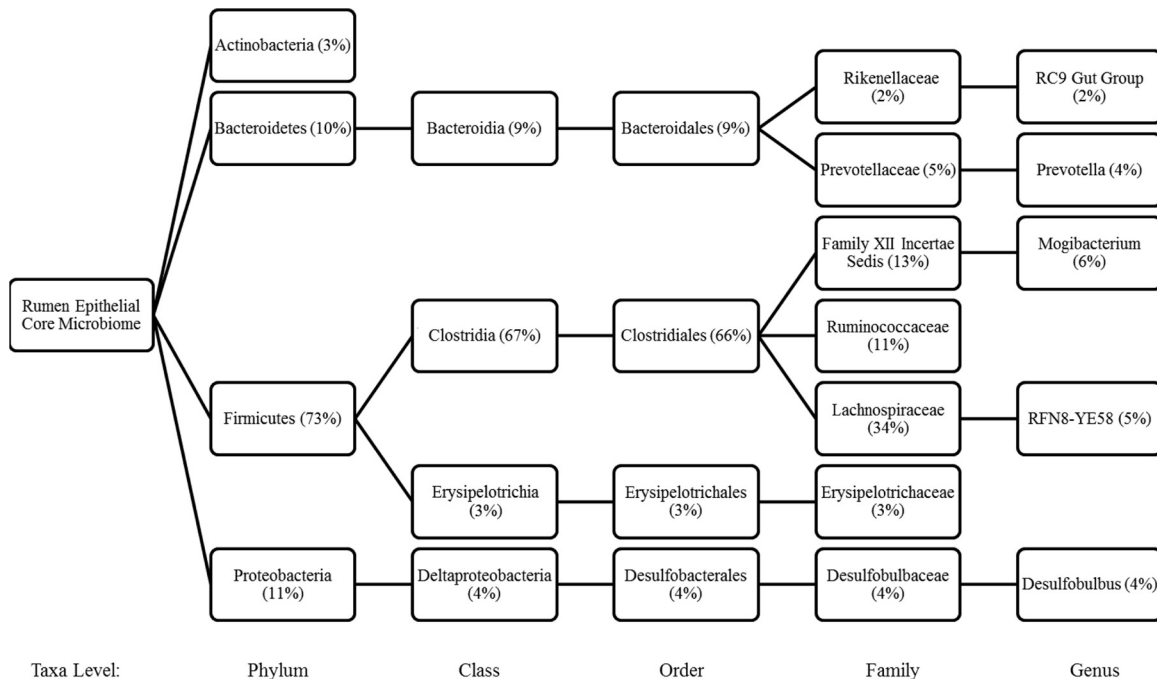 Actinobacteria (3%)
Rikenellaceae
(2%)
RC9 Gut Group
(2%)
Bacteroidetes (10%)
Bacteroidia (9%)
Bacteroidales (9%)
Prevotellaceae (5%)
Prevotella (4%)
Family XII Incertae
Sedis (13%)
Mogibacterium
(6%)
Rumen Epithelial
Core Microbiome
Clostridia (67%)
Clostridiales (66%)
Ruminococcaceae
(11%)
Firmicutes (73%)
Lachnospiraceae
(34%)
RFN8-YE58 (5%)
Erysipelotrichia
(3%)
Erysipelotrichales
(3%)
Erysipelotrichaceae
(3%)
Proteobacteria
(11%)
Deltaproteobacteria
(4%)
Desulfobacterales
(4%)
Desulfobulbaceae
(4%)
Desulfobulbus (4%)
Taxa Level:
Phylum
Class
Order
Family
Genus